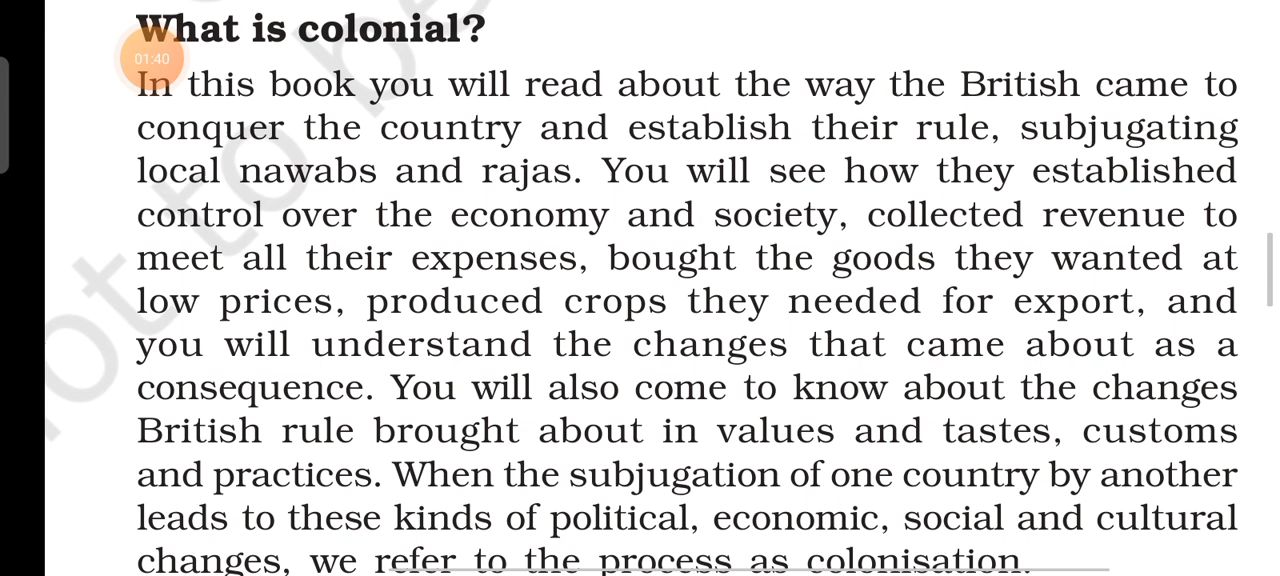 What is colonial?
01:40
In this book you will read about the way the British came to
conquer the country and establish their rule, subjugating
local nawabs and rajas. You will see how they established
control over the economy and society, collected revenue to
meet all their expenses, bought the goods they wanted at
low prices, produced crops they needed for export, and
you will understand the changes that came about as a
consequence. You will also come to know about the changes
British rule brought about in values and tastes, customs
and practices. When the subjugation of one country by another
leads to these kinds of political, economic, social and cultural
changes, we refer to the process as colonisation.
not to be